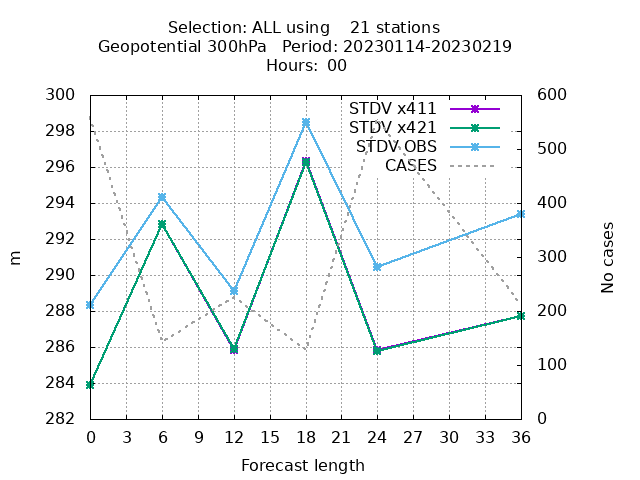 Selection: ALL using    21 stations
Geopotential 300hPa   Period: 20230114-20230219
Hours:  00
300
298
296
294
292
290
288
286
284
282
600
500
400
300
200
100
0
STDV x411
STDV x421
STDV OBS
CASES
m
No cases
0 3 6 9 12 15 18 21 24 27 30 33 36
Forecast length